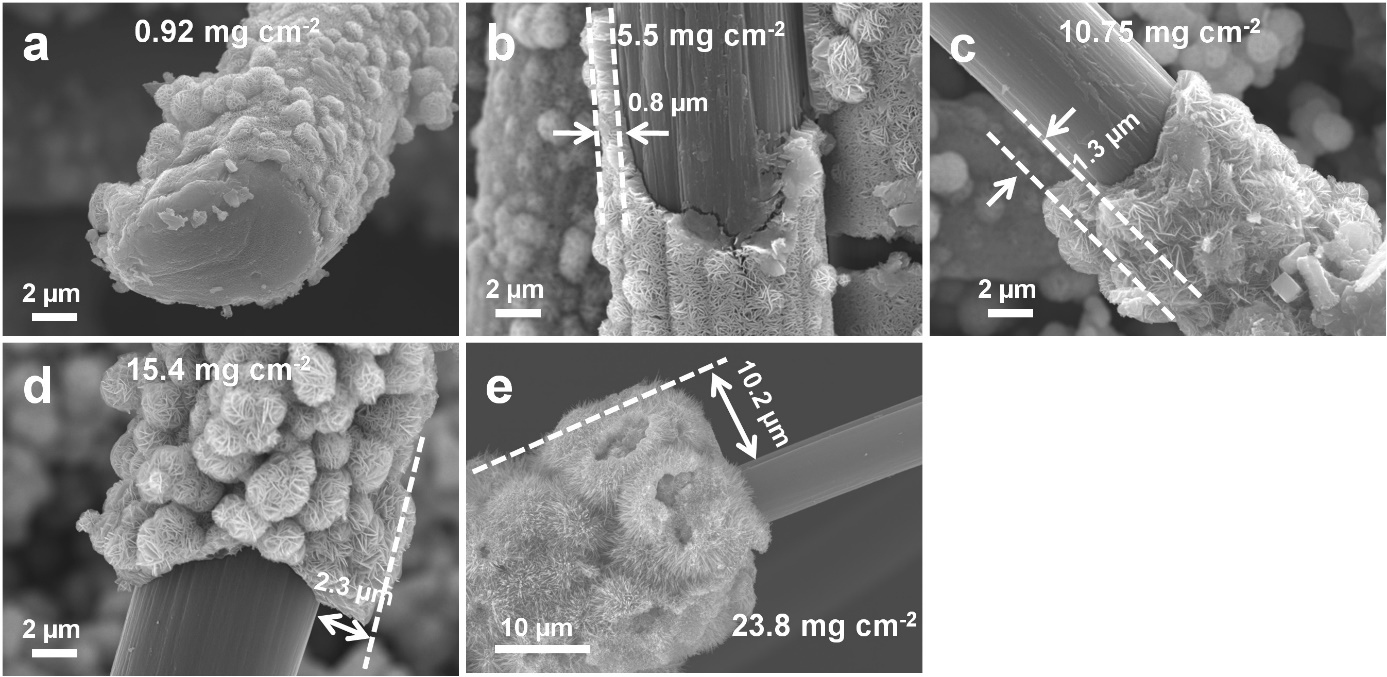 a
0.92 mg cm-2
2 μm
b
5.5 mg cm-2
0.8 μm
2 μm
c
10.75 mg cm-2
1.3 μm
2 μm
d
15.4 mg cm-2
2.3 μm
2 μm
e
10.2 μm
10 μm
23.8 mg cm-2